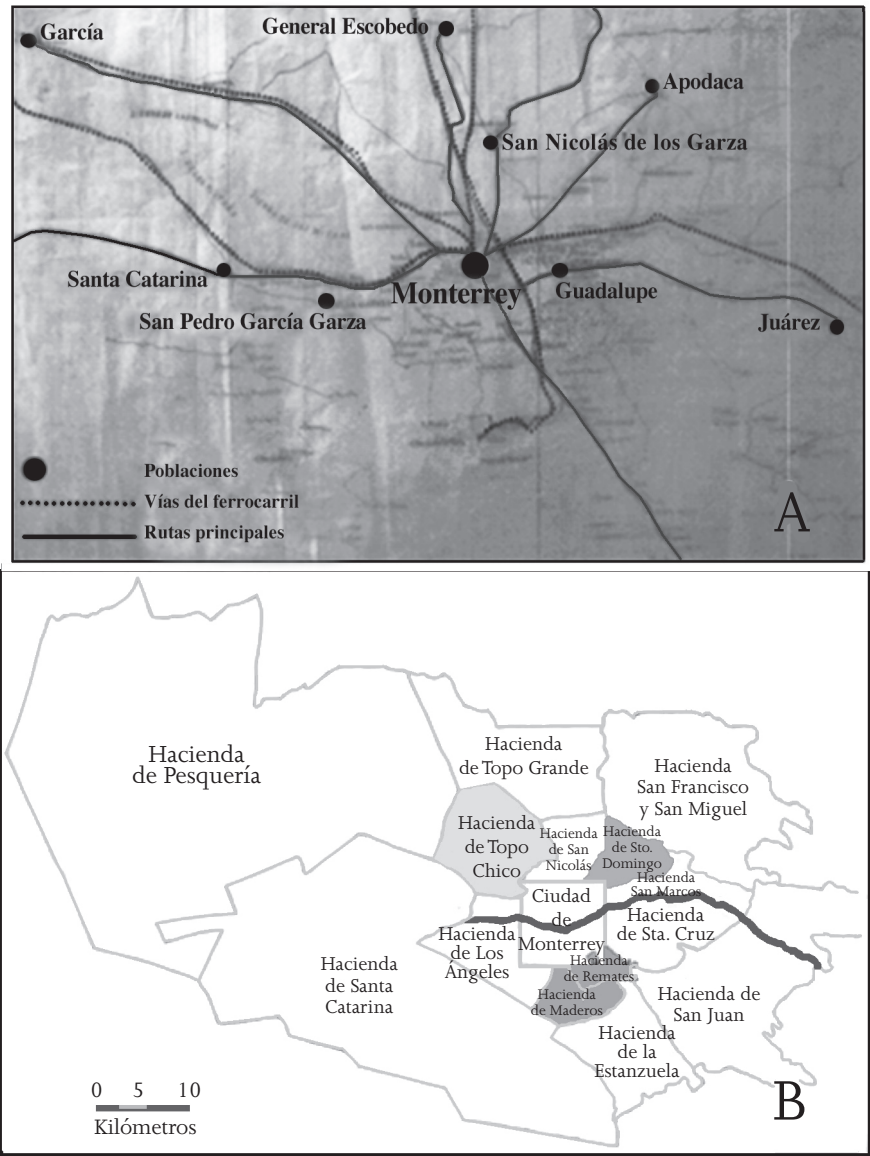 García
General Escobedo
Apodaca
San Nicolás de los Garza
Santa Catarina
Monterrey
Guadalupe
San Pedro García Garza
Juárez
Poblaciones
Vías del ferrocarril
Rutas principales
A
Hacienda
de Pesquería
Hacienda
de Topo Grande
Hacienda
San Francisco
y San Miguel
Hacienda
de Topo
Chico
Hacienda
de San
Nicolás
Hacienda
de Sto.
Domingo
Hacienda
San Marcos
Ciudad
de
Monterrey
Hacienda
de Sta. Cruz
Hacienda
de Los
Ángeles
Hacienda
de Remates
Hacienda
de Santa
Catarina
Hacienda
de Maderos
Hacienda de
San Juan
Hacienda
de la
Estanzuela
0 5 10
Kilómetros
B